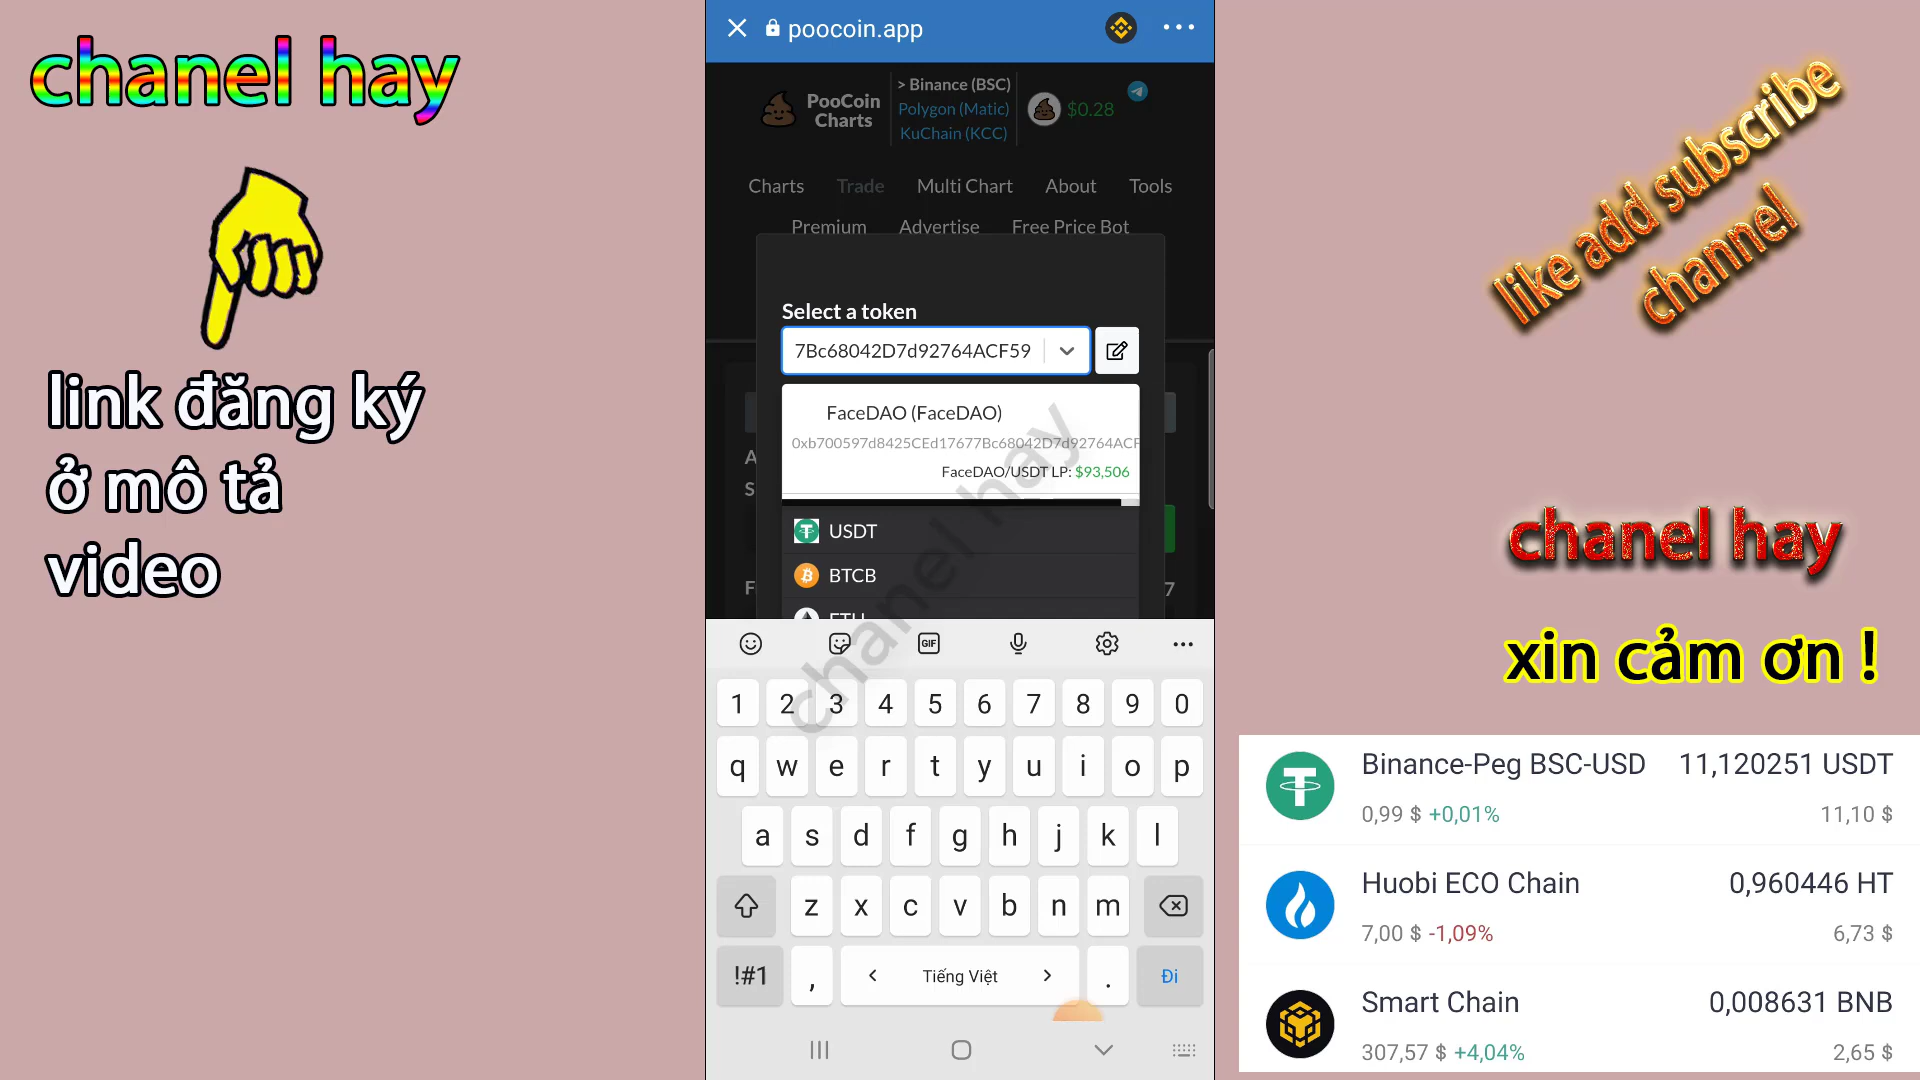 chanel hay
link đăng ký
ở mô tả
video
poocoin.app
PooCoin
Charts
> Binance (BSC)
Polygon (Matic)
KuChain (KCC)
$0.28
Charts
Trade
Multi Chart
About
Tools
Premium
Advertise
Free Price Bot
Select a token
7Bc68042D7d92764ACF59
FaceDAO (FaceDAO)
0xb700597d8425CEd17677Bc68042D7d92764ACF
FaceDAO/USDT LP: $93,506
A
S
USDT
BTCB
ETH
F
7
chanel-hay
GIF
1 2 3 4 5 6 7 8 9 0
q w e r t y u i o p
a s d f g h j k l
z x c v b n m
!#1 , < Tiếng Việt > . Đi
like add subscribe
channel
chanel hay
xin cảm ơn !
Binance-Peg BSC-USD 11,120251 USDT
0,99 $ +0,01% 11,10 $
Huobi ECO Chain 0,960446 HT
7,00 $ -1,09% 6,73 $
Smart Chain 0,008631 BNB
307,57 $ +4,04% 2,65 $